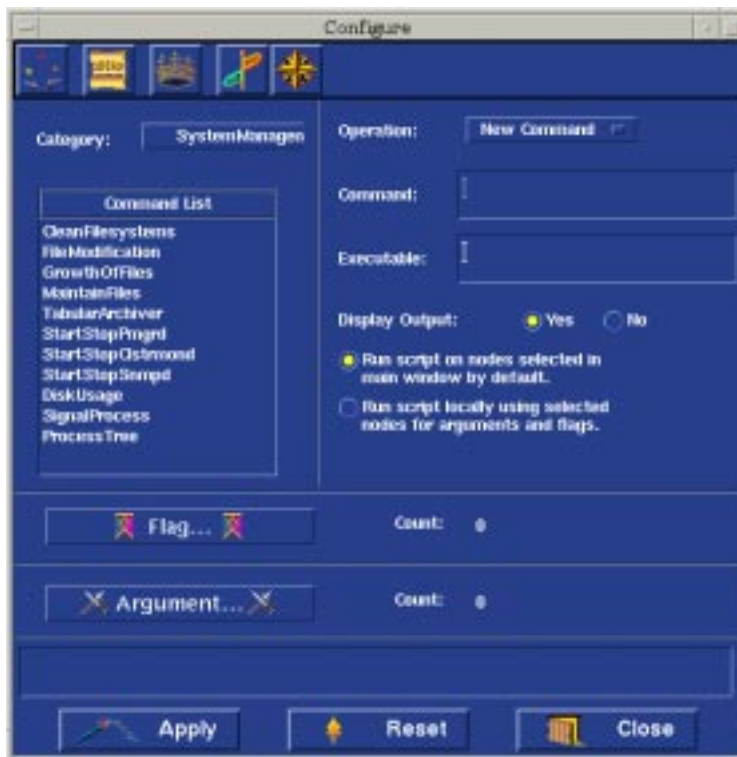 Configure
Category:
SystemManagen
Command List
CleanFilesystems
FileModification
GrowthOfFiles
MaintainFiles
TabularArchiver
StartStopPmgrd
StartStopClstrmond
StartStopSnmpd
DiskUsage
SignalProcess
ProcessTree
Operation:
New Command
Command:
Executable:
Display Output:
Yes
No
Run script on nodes selected in
main window by default.
Run script locally using selected
nodes for arguments and flags.
Flag...
Count:
0
Argument...
Count:
0
Apply
Reset
Close